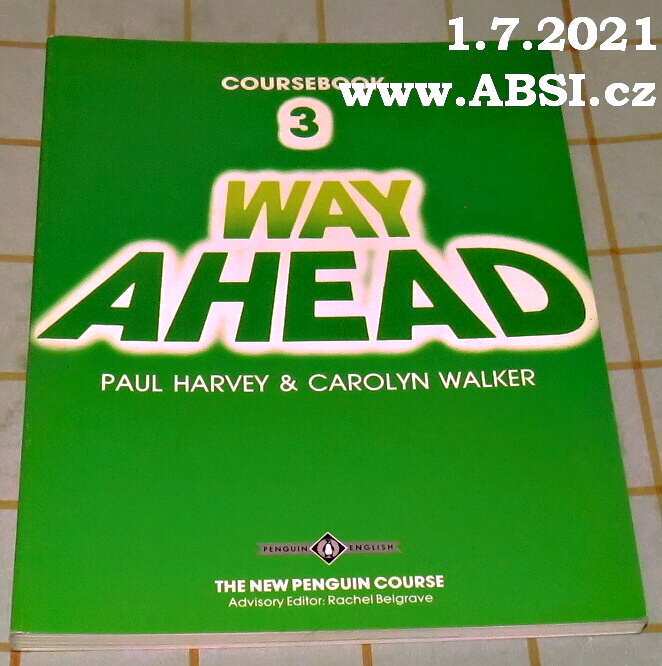 1.7.2021
www.ABSI.cz
COURSEBOOK
3
WAY
AHEAD
PAUL HARVEY & CAROLYN WALKER
PENGUIN ENGLISH
THE NEW PENGUIN COURSE
Advisory Editor: Rachel Belgrave